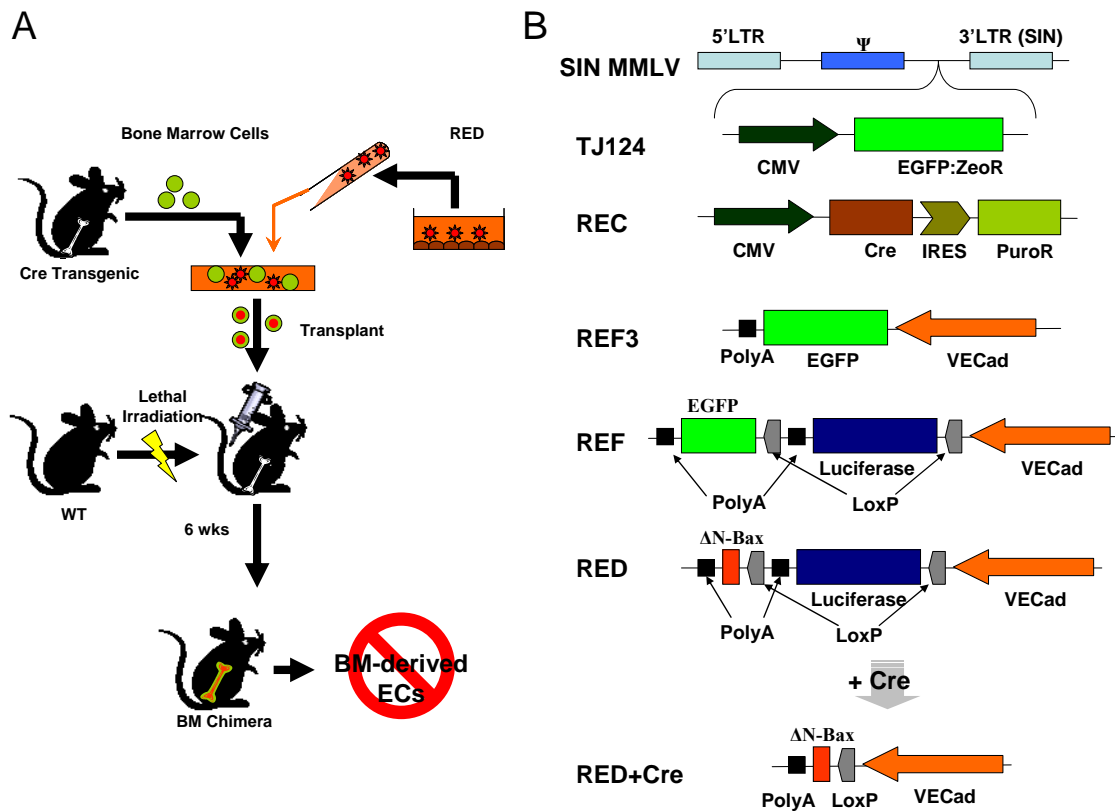 A
Bone Marrow Cells
RED
Cre Transgenic
Transplant
Lethal
Irradiation
WT
6 wks
BM-derived
ECs
BM Chimera
B
5'LTR
Ψ
3'LTR (SIN)
SIN MMLV
TJ124
CMV
EGFP:ZeoR
REC
CMV
Cre
IRES
PuroR
REF3
PolyA
EGFP
VECad
EGFP
REF
Luciferase
VECad
PolyA
LoxP
ΔN-Bax
RED
Luciferase
VECad
PolyA
LoxP
+ Cre
ΔN-Bax
RED+Cre
PolyA
LoxP
VECad